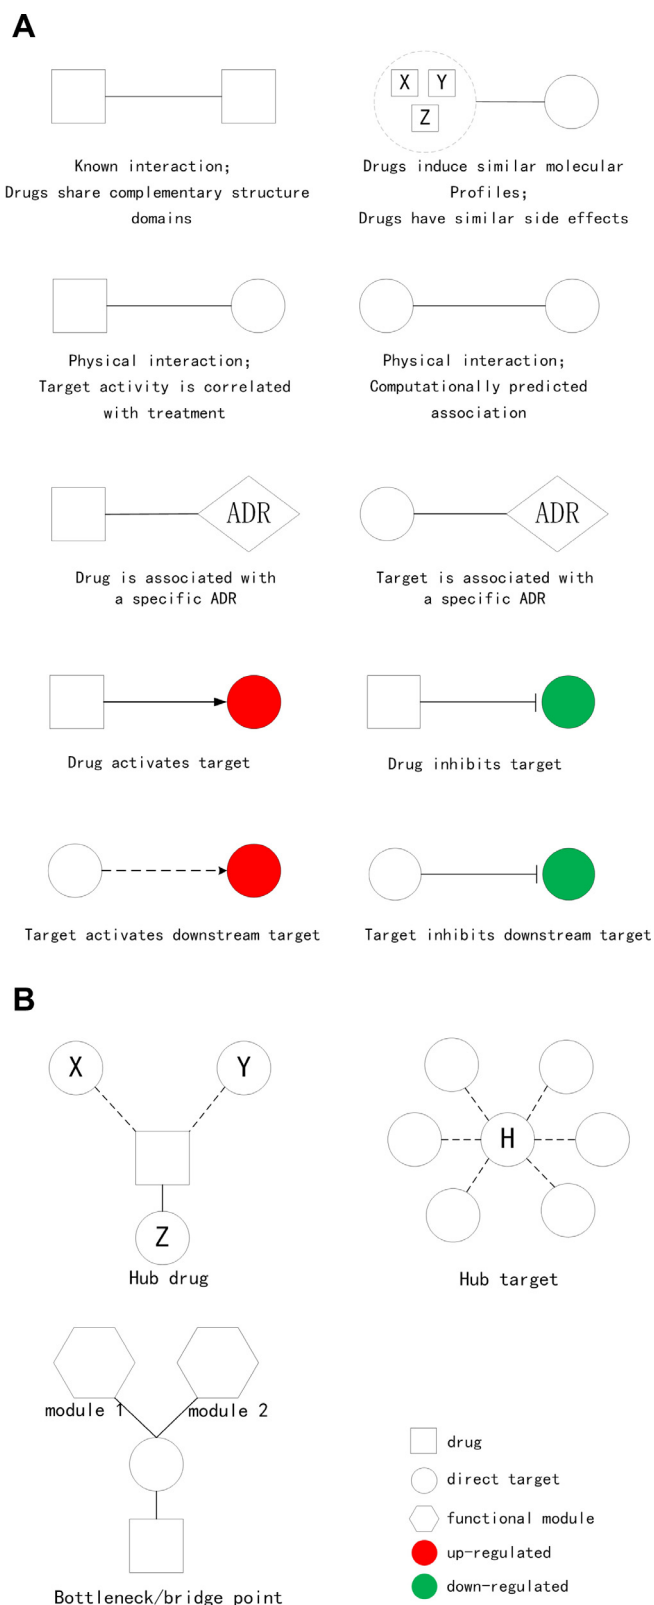 A
X Y
Z
Known interaction;
Drugs share complementary structure
domains
Drugs induce similar molecular
Profiles;
Drugs have similar side effects
Physical interaction;
Target activity is correlated
with treatment
Physical interaction;
Computationally predicted
association
ADR
Drug is associated with
a specific ADR
ADR
Target is associated with
a specific ADR
Drug activates target
Drug inhibits target
Target activates downstream target
Target inhibits downstream target
B
X
Y
Z
Hub drug
H
Hub target
module 1
module 2
Bottleneck/bridge point
drug
direct target
functional module
up-regulated
down-regulated